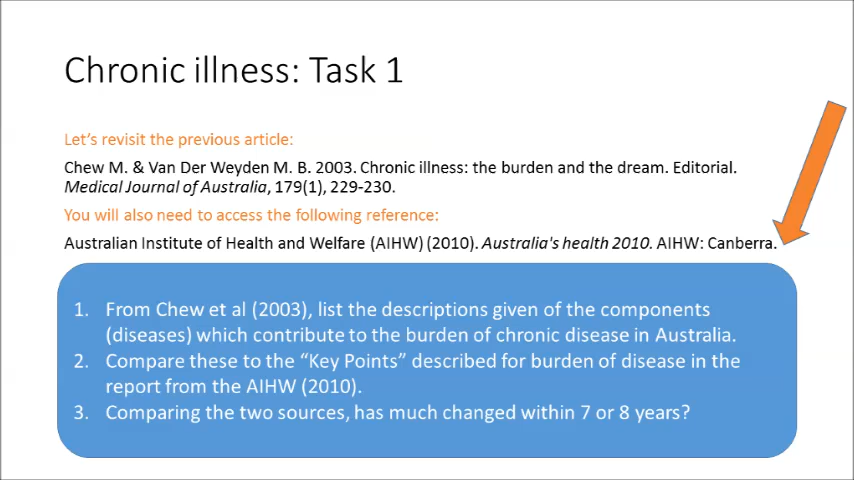 Chronic illness: Task 1
Let's revisit the previous article:
Chew M. & Van Der Weyden M. B. 2003. Chronic illness: the burden and the dream. Editorial.
Medical Journal of Australia, 179(1), 229-230.
You will also need to access the following reference:
Australian Institute of Health and Welfare (AIHW) (2010). Australia's health 2010. AIHW: Canberra.
1. From Chew et al (2003), list the descriptions given of the components
(diseases) which contribute to the burden of chronic disease in Australia.
2. Compare these to the “Key Points” described for burden of disease in the
report from the AIHW (2010).
3. Comparing the two sources, has much changed within 7 or 8 years?